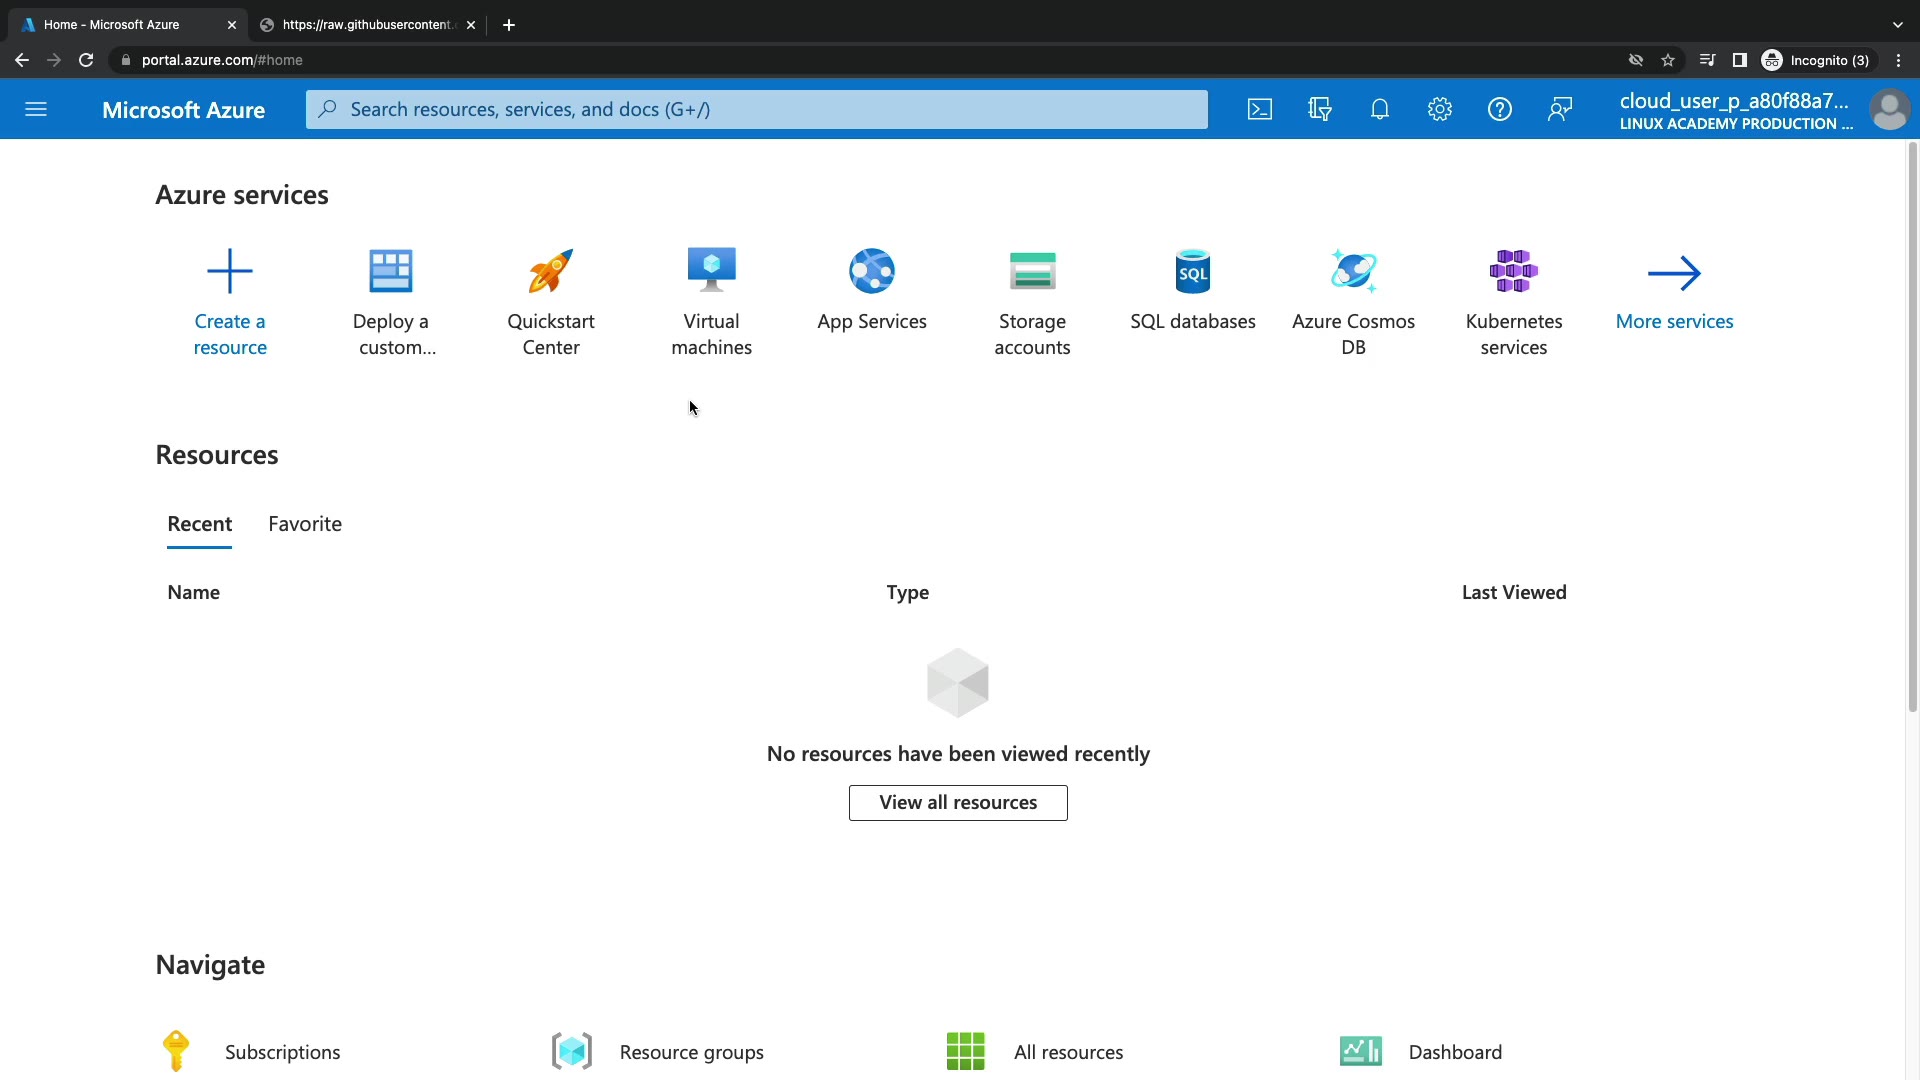 Home - Microsoft Azure
https://raw.githubusercontent.c
portal.azure.com/#home
Incognito (3)
Microsoft Azure
Search resources, services, and docs (G+/)
cloud_user_p_a80f88a7...
LINUX ACADEMY PRODUCTION ...
Azure services
Create a
resource
Deploy a
custom...
Quickstart
Center
Virtual
machines
App Services
Storage
accounts
SQL
SQL databases
Azure Cosmos
DB
Kubernetes
services
More services
Resources
Recent
Favorite
Name
Type
Last Viewed
No resources have been viewed recently
View all resources
Navigate
Subscriptions
Resource groups
All resources
Dashboard